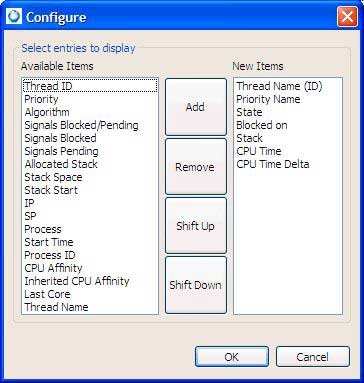 Configure
Select entries to display
Available Items
New Items
Thread ID
Priority
Algorithm
Signals Blocked/Pending
Signals Blocked
Signals Pending
Allocated Stack
Stack Space
Stack Start
IP
SP
Process
Start Time
Process ID
CPU Affinity
Inherited CPU Affinity
Last Core
Thread Name
Add
Remove
Shift Up
Shift Down
Thread Name (ID)
Priority Name
State
Blocked on
Stack
CPU Time
CPU Time Delta
OK
Cancel